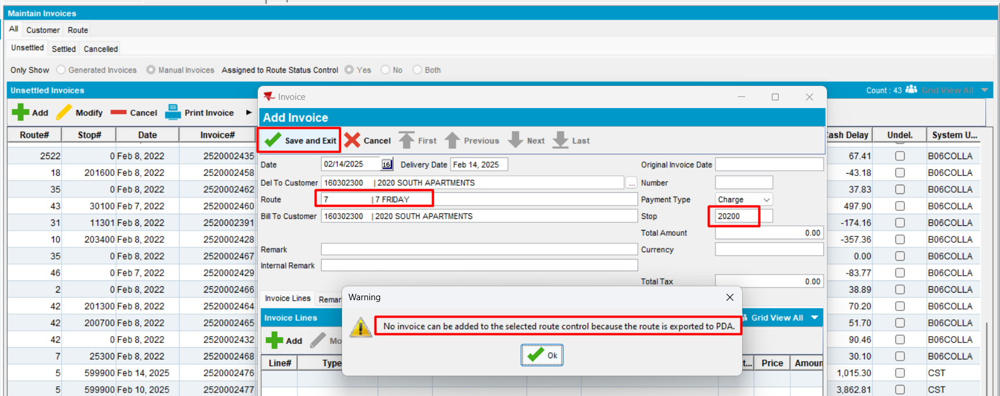 Maintain Invoices
All Customer Route
Unsettled Settled Cancelled
Only Show Generated Invoices Manual Invoices Assigned to Route Status Control Yes No Both
Unsettled Invoices
Count : 43 Grid View All
Add Modify Cancel Print Invoice
Route# Stop# Date Invoice#
2522 0 Feb 8, 2022 2520002435
18 201600 Feb 8, 2022 2520002458
35 0 Feb 8, 2022 2520002462
43 30100 Feb 7, 2022 2520002460
31 11301 Feb 8, 2022 2520002391
10 203400 Feb 8, 2022 2520002428
35 0 Feb 8, 2022 2520002467
46 0 Feb 7, 2022 2520002429
2 0 Feb 8, 2022 2520002466
42 201300 Feb 8, 2022 2520002464
42 200700 Feb 8, 2022 2520002465
42 0 Feb 8, 2022 2520002432
7 25300 Feb 8, 2022 2520002468
5 599900 Feb 14, 2025 2520002476
5 599900 Feb 10, 2025 2520002477
Invoice
Add Invoice
Save and Exit Cancel First Previous Next Last
Date 02/14/2025 16 Delivery Date Feb 14, 2025 Original Invoice Date
Del To Customer 160302300 | 2020 SOUTH APARTMENTS ... Number
Route 7 | 7 FRIDAY Payment Type Charge
Bill To Customer 160302300 | 2020 SOUTH APARTMENTS Stop 20200
Total Amount 0.00
Remark Currency
Internal Remark
Total Tax 0.00
Invoice Lines Remar
Invoice Lines Grid View All
Add Mo
Line# Type t... Price Amoun
Warning
No invoice can be added to the selected route control because the route is exported to PDA.
Ok
ash Delay Undel. System U...
67.41 B06COLLA
-43.18 B06COLLA
37.83 B06COLLA
497.90 B06COLLA
-174.16 B06COLLA
-357.36 B06COLLA
0.00 B06COLLA
-83.77 B06COLLA
38.89 B06COLLA
70.20 B06COLLA
51.70 B06COLLA
90.46 B06COLLA
30.10 B06COLLA
1,015.30 CST
3,862.81 CST